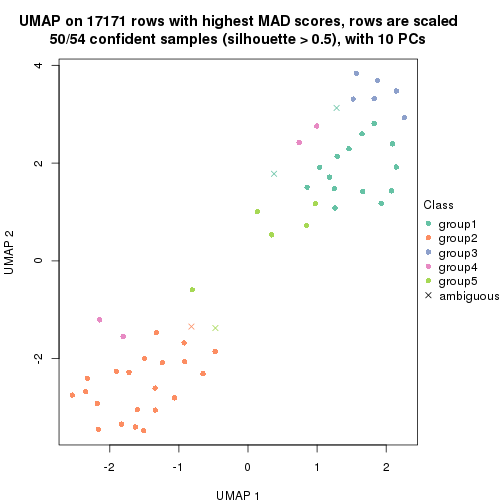 UMAP on 17171 rows with highest MAD scores, rows are scaled
50/54 confident samples (silhouette > 0.5), with 10 PCs
4
2
0
-2
UMAP 2
-2
-1
0
1
2
UMAP 1
Class
group1
group2
group3
group4
group5
ambiguous